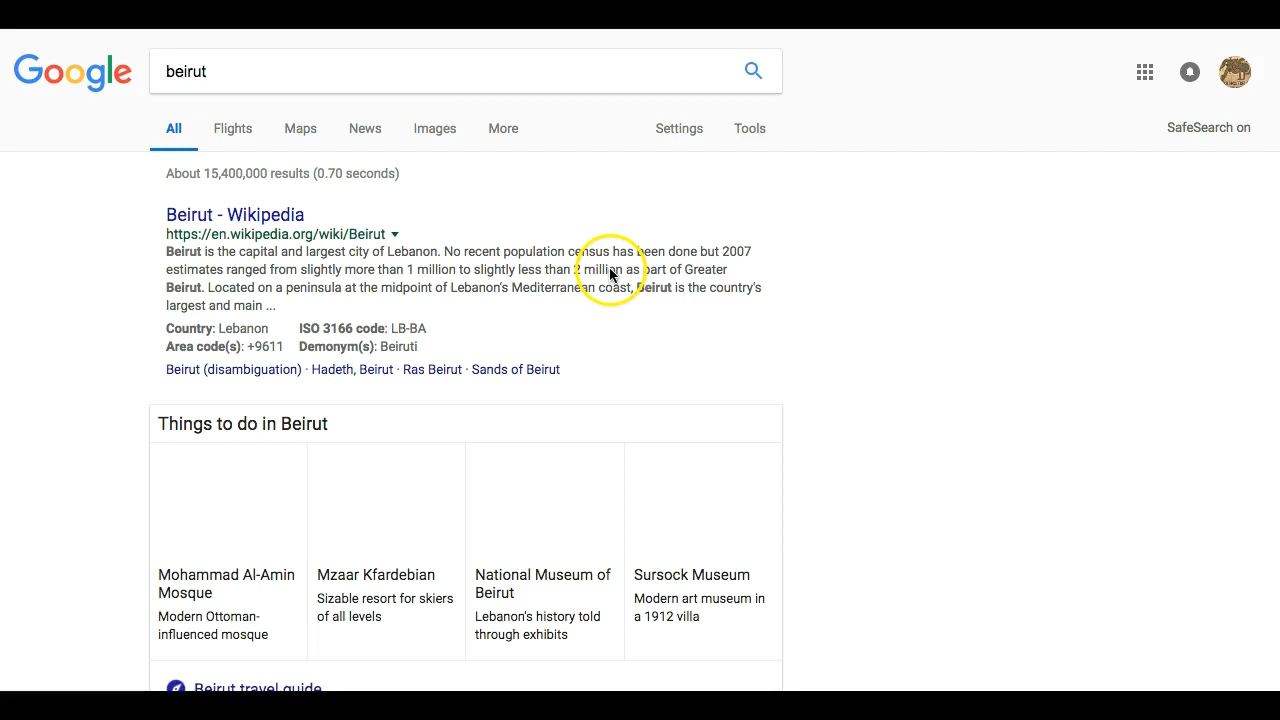 Google
beirut
All Flights Maps News Images More Settings Tools
SafeSearch on
About 15,400,000 results (0.70 seconds)
Beirut - Wikipedia
https://en.wikipedia.org/wiki/Beirut
Beirut is the capital and largest city of Lebanon. No recent population census has been done but 2007
estimates ranged from slightly more than 1 million to slightly less than 2 million as part of Greater
Beirut. Located on a peninsula at the midpoint of Lebanon's Mediterranean coast, Beirut is the country's
largest and main ...
Country: Lebanon ISO 3166 code: LB-BA
Area code(s): +9611 Demonym(s): Beiruti
Beirut (disambiguation) · Hadeth, Beirut · Ras Beirut · Sands of Beirut
Things to do in Beirut
Mohammad Al-Amin
Mosque
Modern Ottoman-
influenced mosque
Mzaar Kfardebian
Sizable resort for skiers
of all levels
National Museum of
Beirut
Lebanon's history told
through exhibits
Sursock Museum
Modern art museum in
a 1912 villa
Beirut travel guide